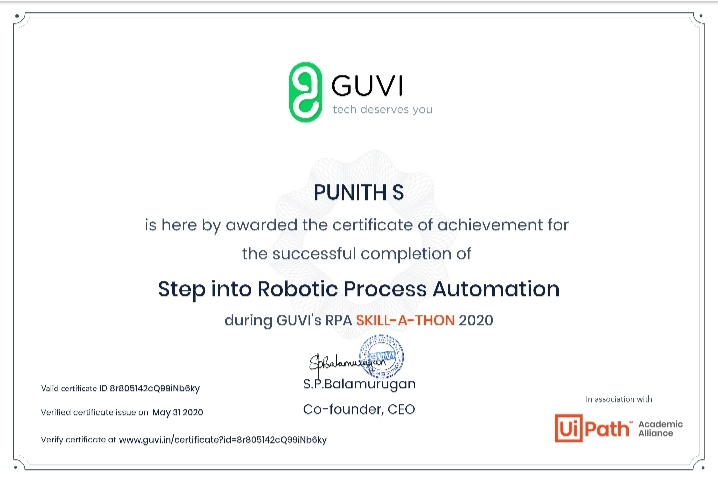 GUVI
tech deserves you
PUNITH S
is here by awarded the certificate of achievement for
the successful completion of
Step into Robotic Process Automation
during GUVI's RPA SKILL-A-THON 2020
S.P.Balamurugan
S.P.Balamurugan
Co-founder, CEO
Valid certificate ID 8r805142cQ99iNb6ky
Verified certificate issue on May 31 2020
Verify certificate at www.guvi.in/certificate?id=8r805142cQ99iNb6ky
In association with
UiPath™ Academic
Alliance